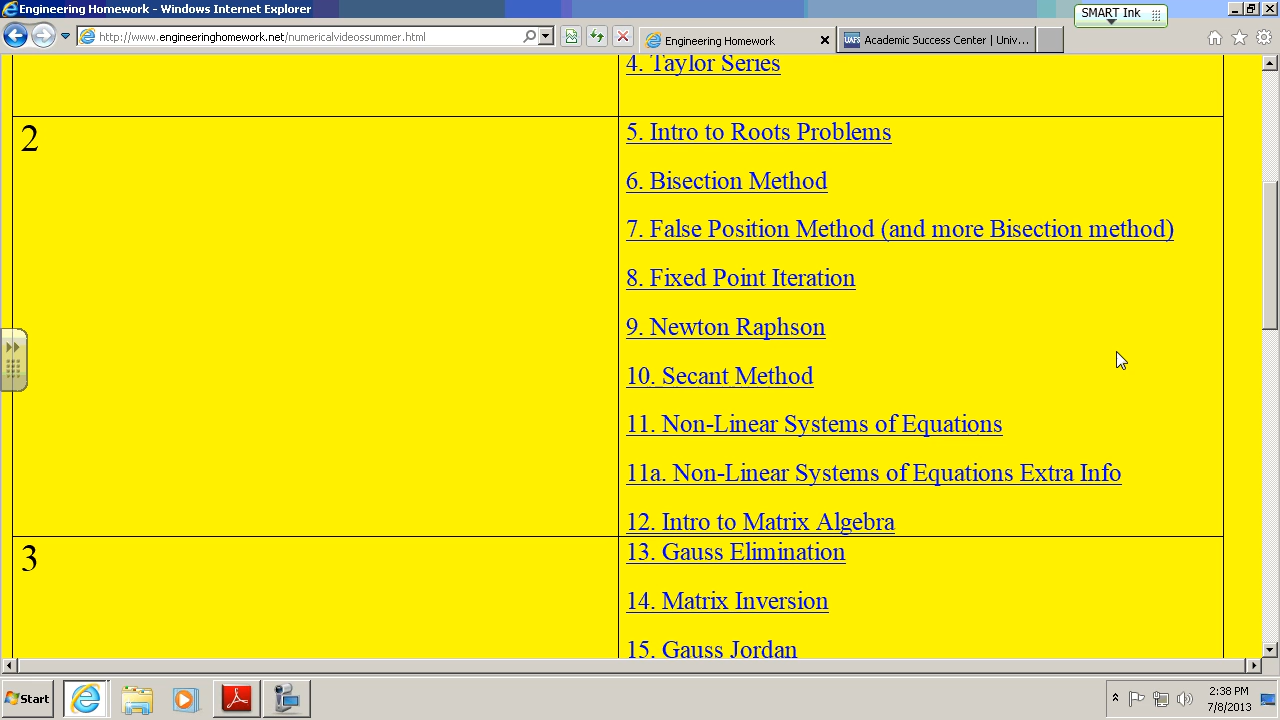 Engineering Homework - Windows Internet Explorer
SMART Ink
http://www.engineeringhomework.net/numericalvideossummer.html
Engineering Homework
UAFS
Academic Success Center | Univ...
4. Taylor Series
2
5. Intro to Roots Problems
6. Bisection Method
7. False Position Method (and more Bisection method)
8. Fixed Point Iteration
9. Newton Raphson
10. Secant Method
11. Non-Linear Systems of Equations
11a. Non-Linear Systems of Equations Extra Info
12. Intro to Matrix Algebra
3
13. Gauss Elimination
14. Matrix Inversion
15. Gauss Jordan
Start
2:38 PM
7/8/2013